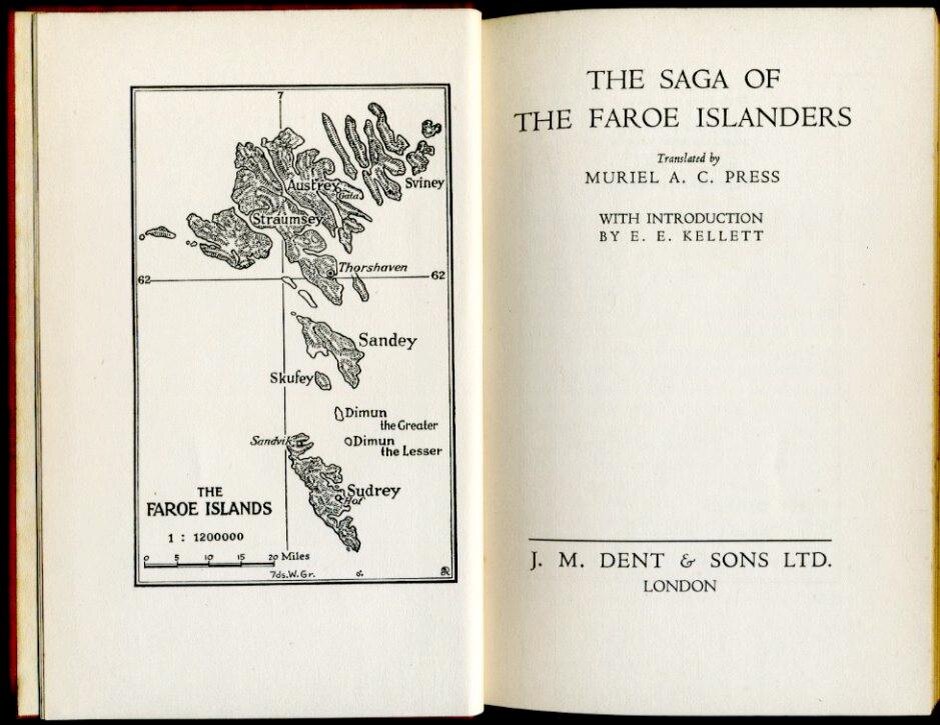 7
Austrey
Gata
Sviney
Straumsey
Thorshaven
62
62
Sandey
Skufey
Dimun
the Greater
Sandvik
Dimun
the Lesser
Sudrey
Hof
THE
FAROE ISLANDS
1 : 1200000
0 5 10 15 20 Miles
7ds.W.Gr.
THE SAGA OF
THE FAROE ISLANDERS
Translated by
MURIEL A. C. PRESS
WITH INTRODUCTION
BY E. E. KELLETT
J. M. DENT & SONS LTD.
LONDON